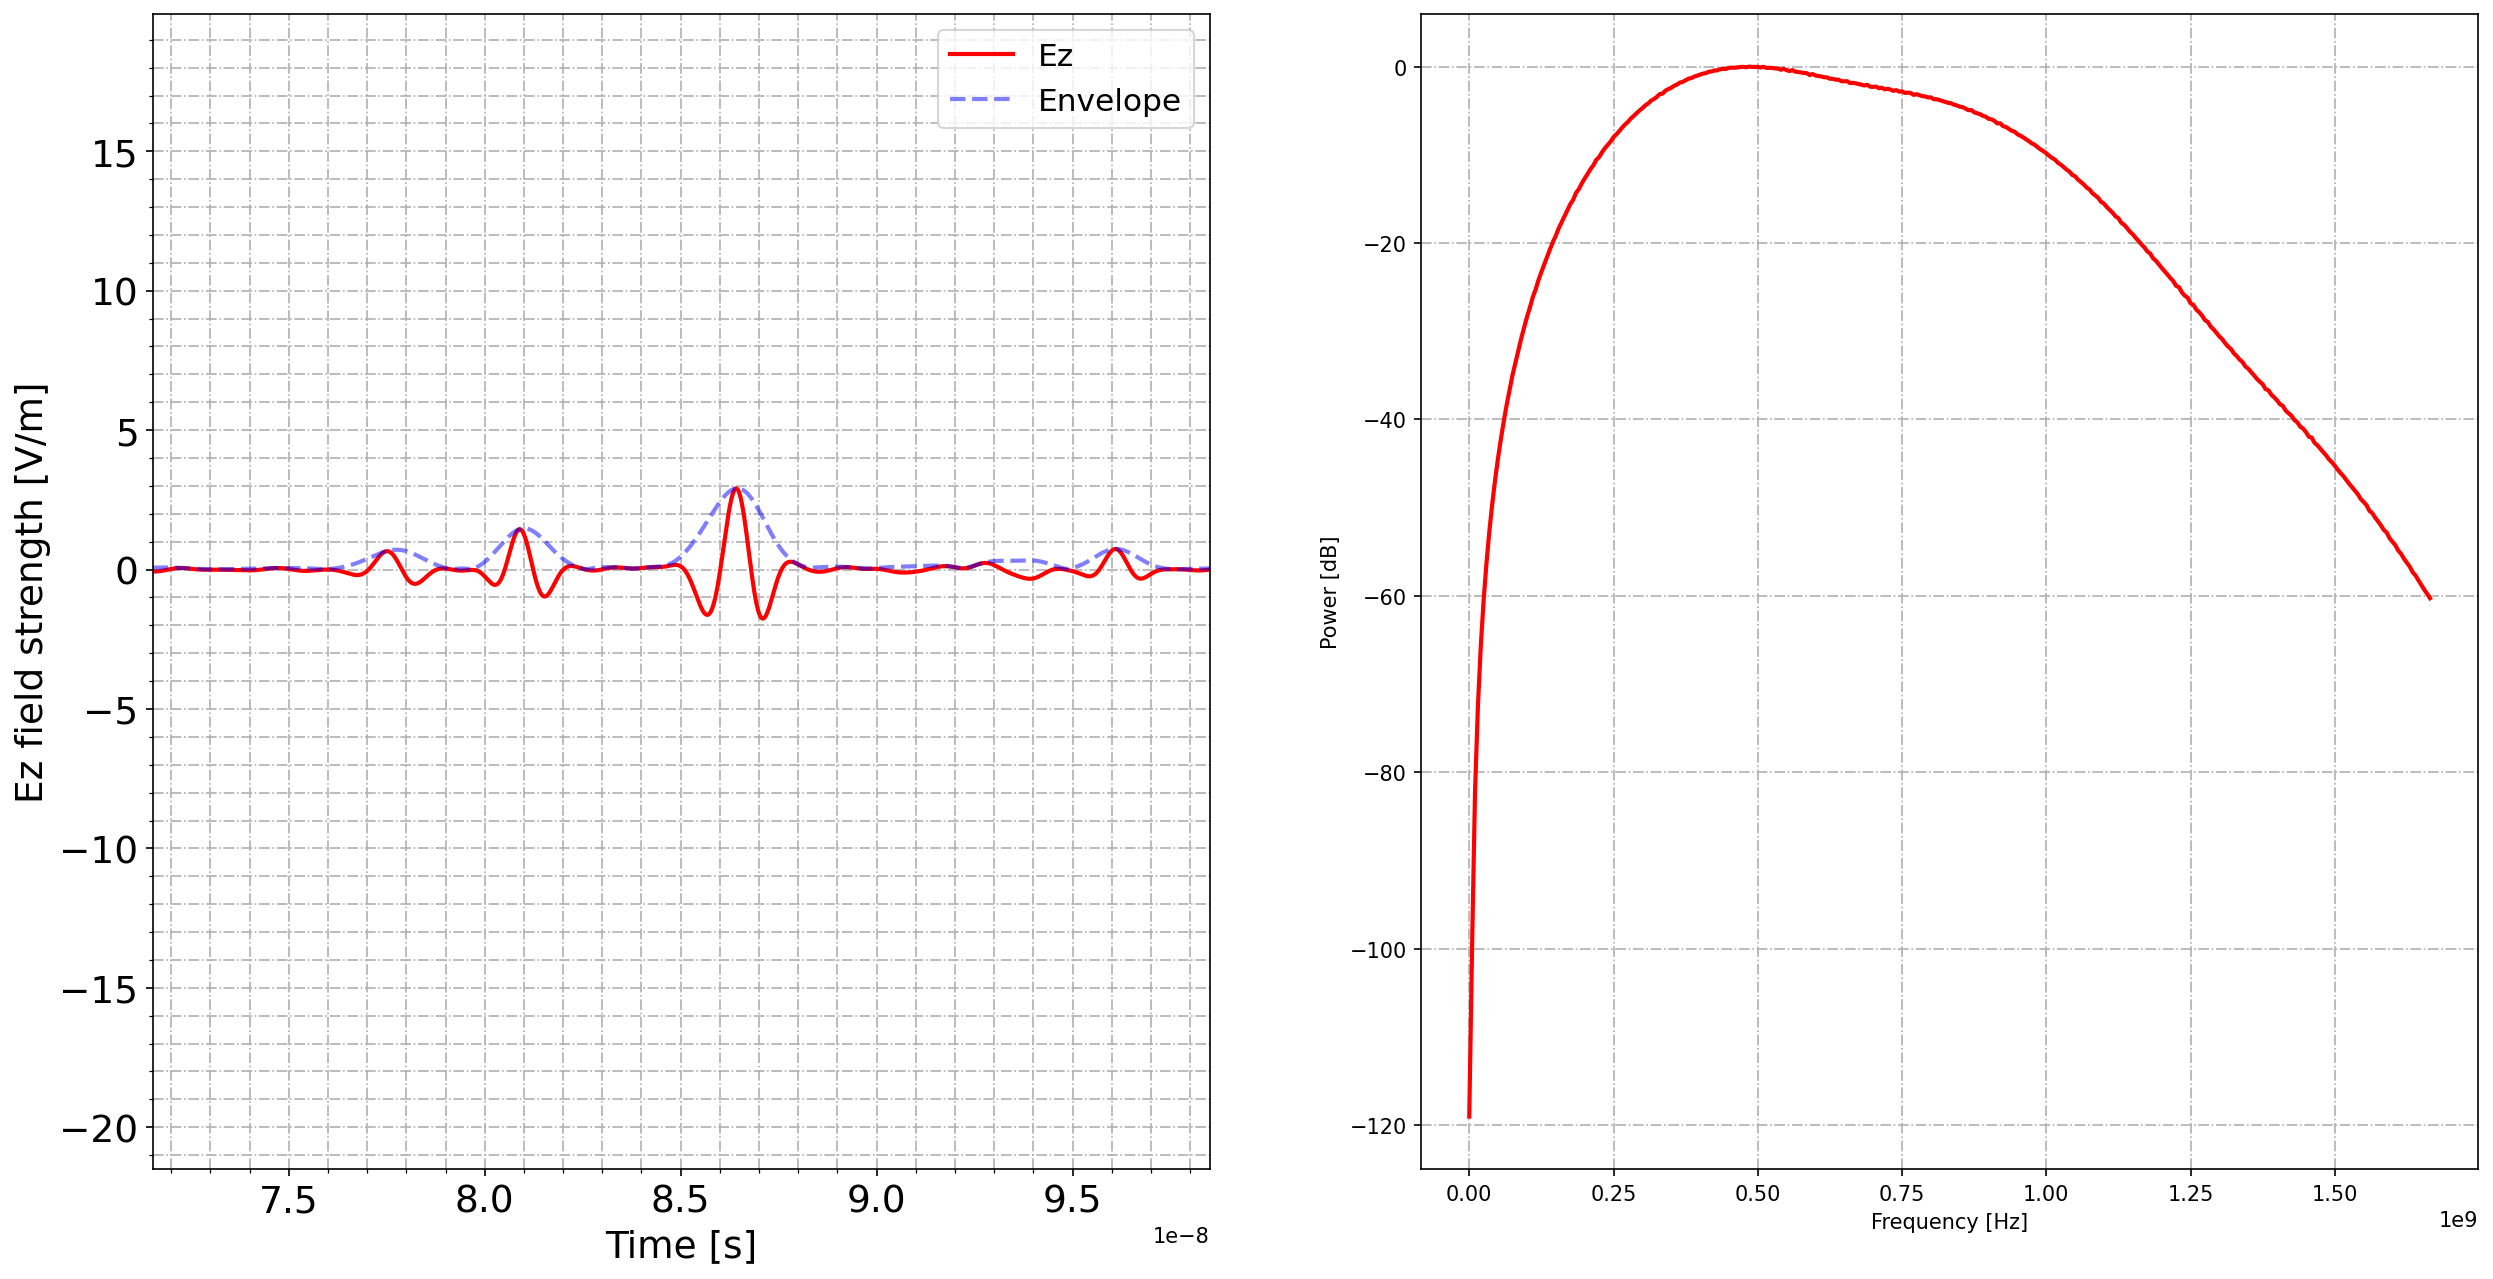 Ez
Envelope
15
10
5
0
−5
−10
−15
−20
Ez field strength [V/m]
7.5 8.0 8.5 9.0 9.5
1e−8
Time [s]
0
−20
−40
−60
−80
−100
−120
Power [dB]
0.00 0.25 0.50 0.75 1.00 1.25 1.50
1e9
Frequency [Hz]